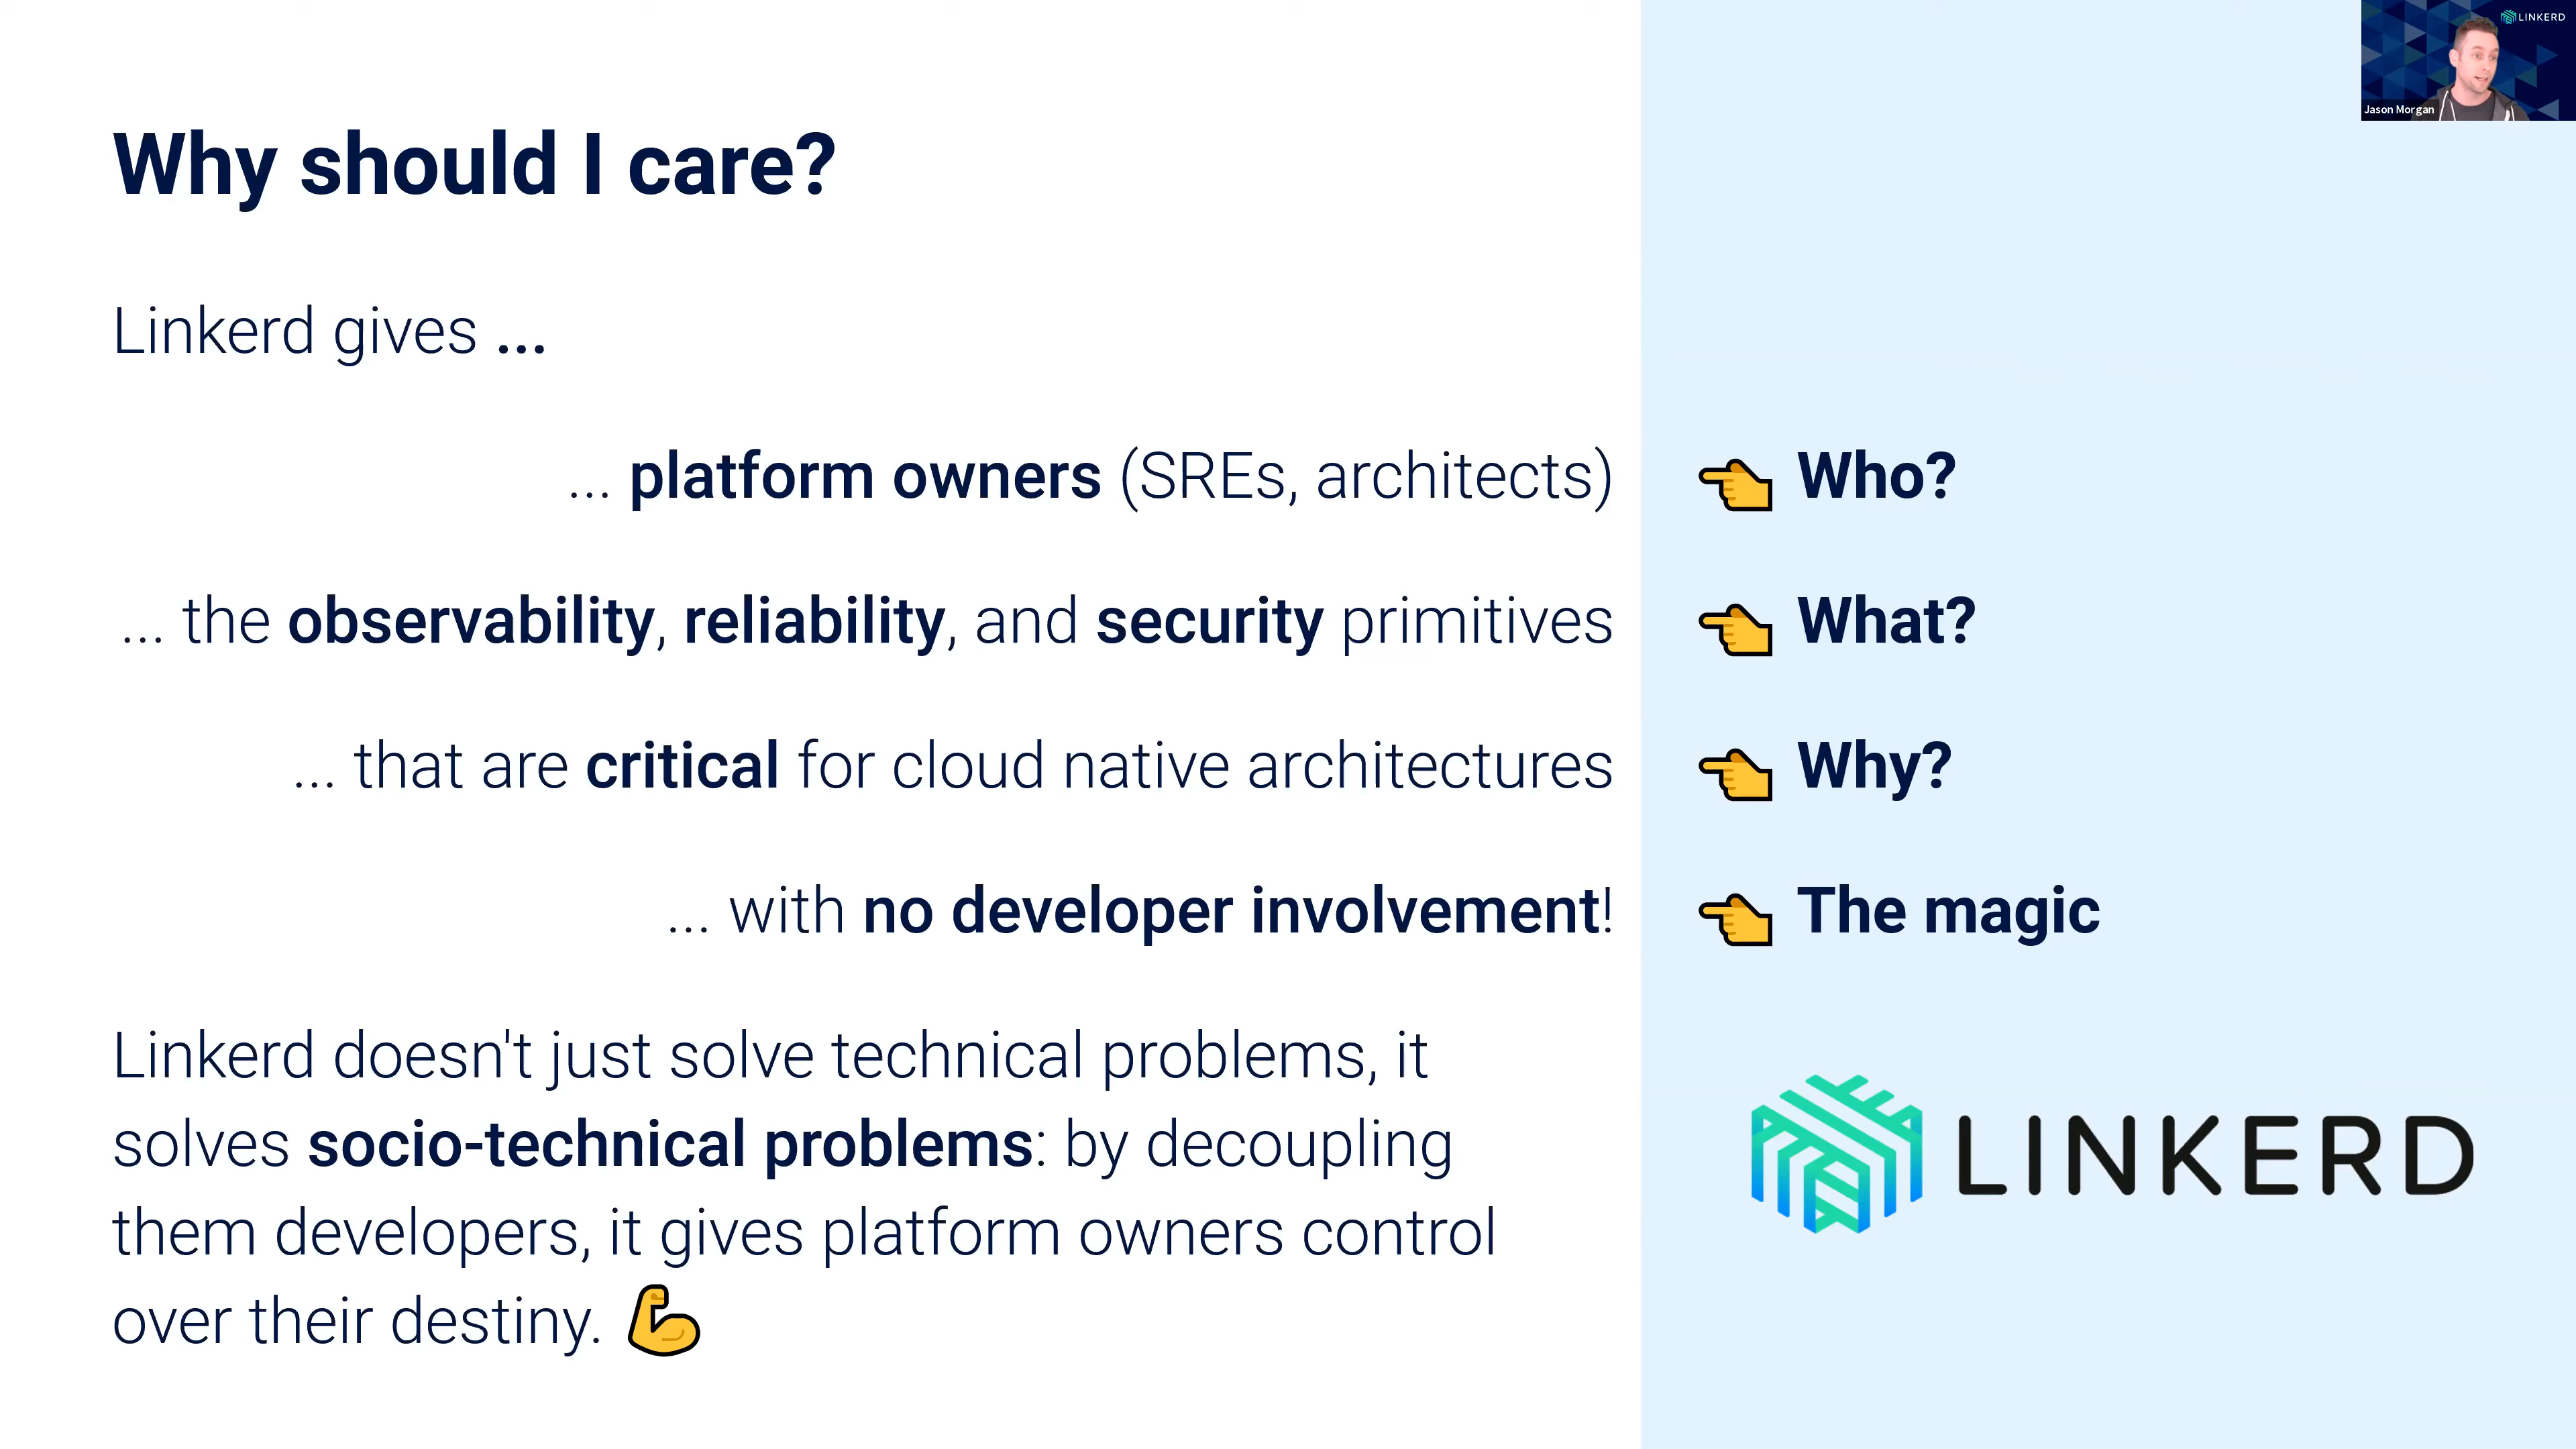 LINKERD
Jason Morgan
Why should I care?
Linkerd gives ...
... platform owners (SREs, architects) 👈 Who?
... the observability, reliability, and security primitives 👈 What?
... that are critical for cloud native architectures 👈 Why?
... with no developer involvement! 👈 The magic
Linkerd doesn't just solve technical problems, it
solves socio-technical problems: by decoupling
them developers, it gives platform owners control
over their destiny. 💪
LINKERD